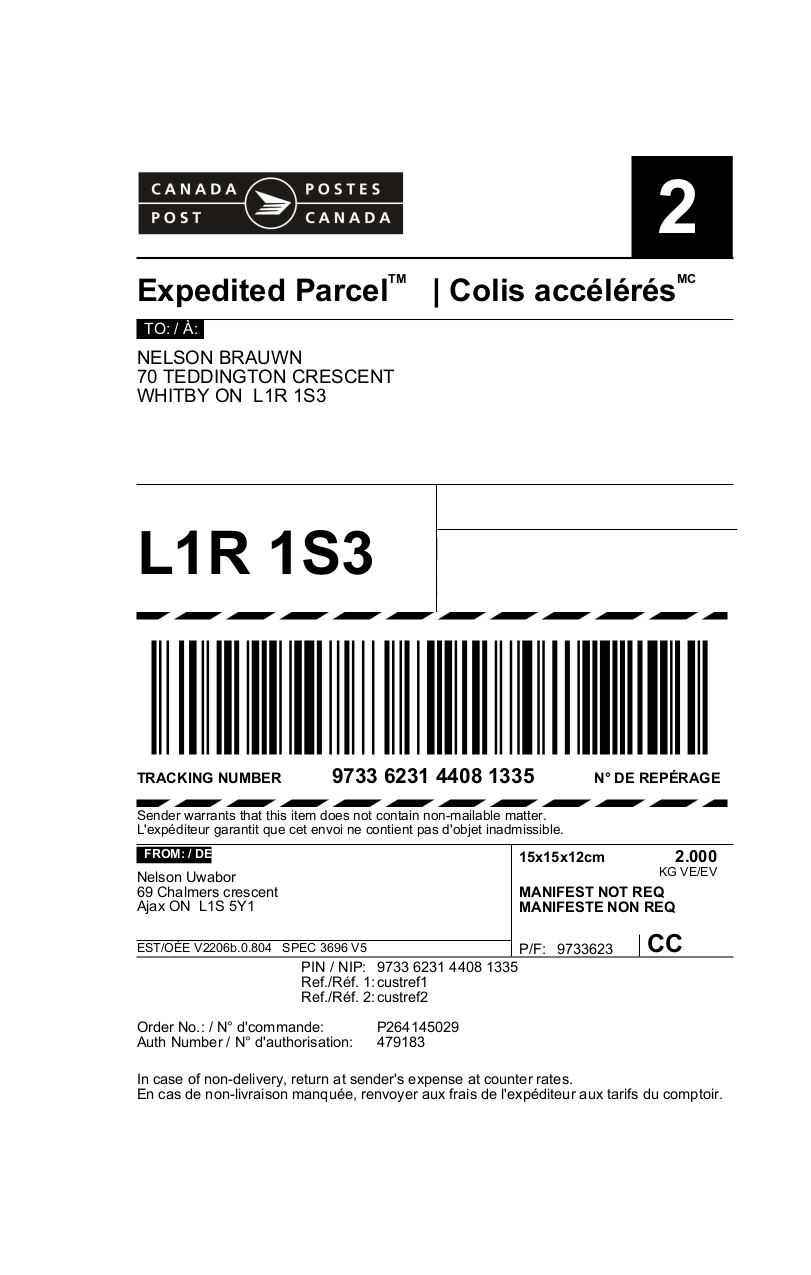 CANADA POSTES
POST CANADA
2
Expedited Parcel™ | Colis accélérésMC
TO: / À:
NELSON BRAUWN
70 TEDDINGTON CRESCENT
WHITBY ON L1R 1S3
L1R 1S3
TRACKING NUMBER 9733 6231 4408 1335 N° DE REPÉRAGE
Sender warrants that this item does not contain non-mailable matter.
L'expéditeur garantit que cet envoi ne contient pas d'objet inadmissible.
FROM: / DE
Nelson Uwabor
69 Chalmers crescent
Ajax ON L1S 5Y1
EST/OÉE V2206b.0.804 SPEC 3696 V5
15x15x12cm 2.000
KG VE/EV
MANIFEST NOT REQ
MANIFESTE NON REQ
P/F: 9733623 CC
PIN / NIP: 9733 6231 4408 1335
Ref./Réf. 1: custref1
Ref./Réf. 2: custref2
Order No.: / N° d'commande: P264145029
Auth Number / N° d'authorisation: 479183
In case of non-delivery, return at sender's expense at counter rates.
En cas de non-livraison manquée, renvoyer aux frais de l'expéditeur aux tarifs du comptoir.